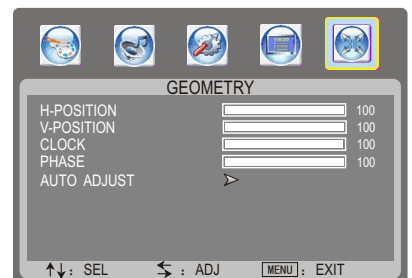 GEOMETRY
H-POSITION 100
V-POSITION 100
CLOCK 100
PHASE 100
AUTO ADJUST
: SEL : ADJ MENU : EXIT